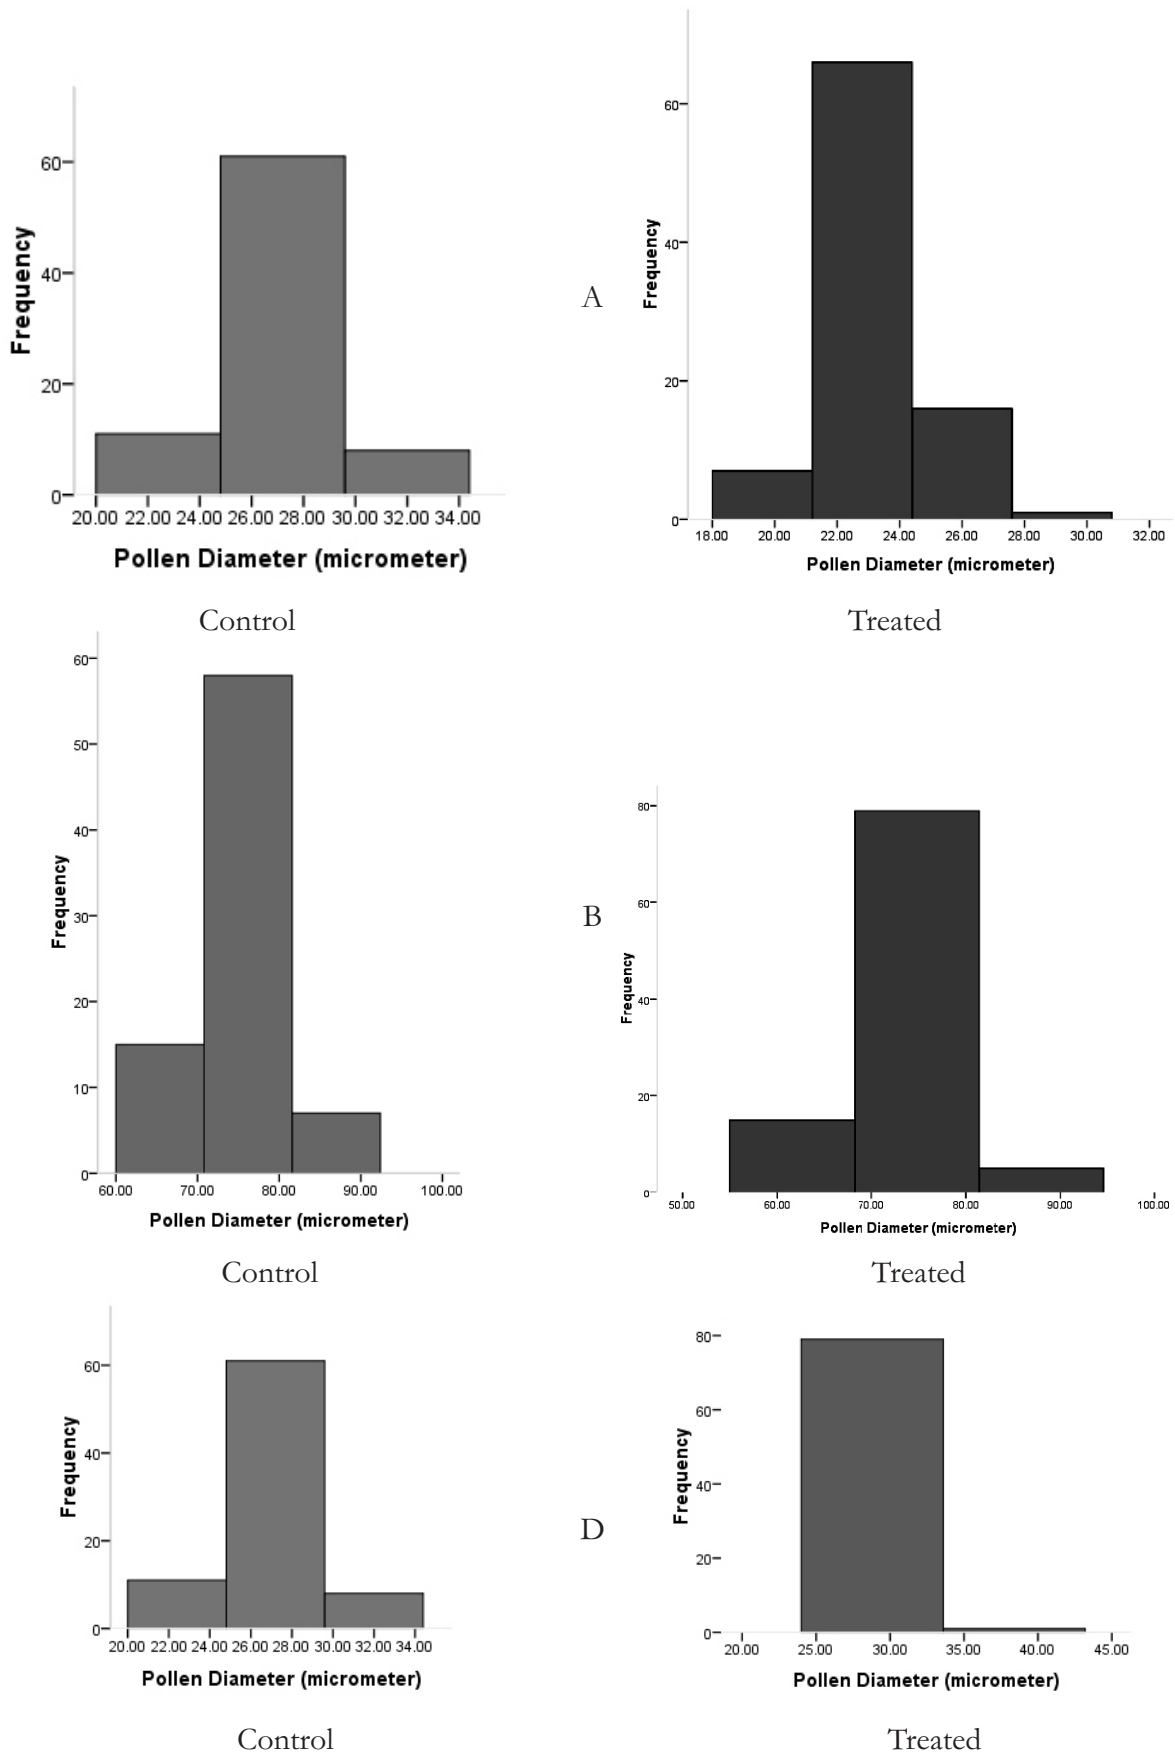 60
40
20
0
Frequency
20.00 22.00 24.00 26.00 28.00 30.00 32.00 34.00
Pollen Diameter (micrometer)
Control
A
60
40
20
0
Frequency
18.00 20.00 22.00 24.00 26.00 28.00 30.00 32.00
Pollen Diameter (micrometer)
Treated
60
50
40
30
20
10
0
Frequency
60.00 70.00 80.00 90.00 100.00
Pollen Diameter (micrometer)
Control
B
80
60
40
20
0
Frequency
50.00 60.00 70.00 80.00 90.00 100.00
Pollen Diameter (micrometer)
Treated
60
40
20
0
Frequency
20.00 22.00 24.00 26.00 28.00 30.00 32.00 34.00
Pollen Diameter (micrometer)
Control
D
80
60
40
20
0
Frequency
20.00 25.00 30.00 35.00 40.00 45.00
Pollen Diameter (micrometer)
Treated